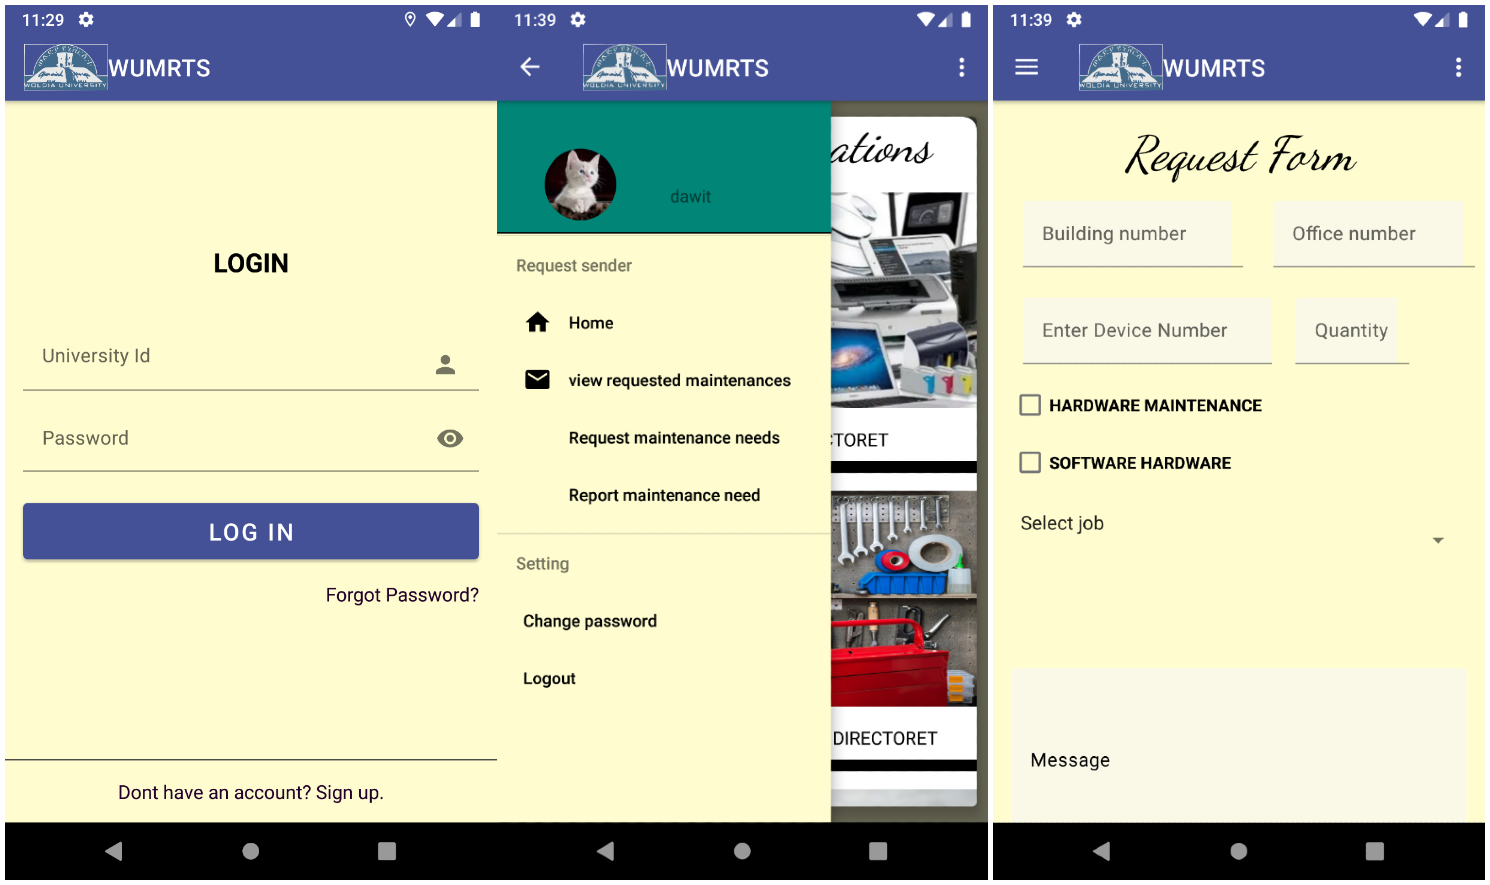 11:29
WOLDIA UNIVERSITY
WUMRTS
LOGIN
University Id
Password
LOG IN
Forgot Password?
Dont have an account? Sign up.
11:39
WOLDIA UNIVERSITY
WUMRTS
ations
dawit
Request sender
Home
view requested maintenances
Request maintenance needs
CTORET
Report maintenance need
Setting
Change password
Logout
DIRECTORET
11:39
WOLDIA UNIVERSITY
WUMRTS
Request Form
Building number
Office number
Enter Device Number
Quantity
HARDWARE MAINTENANCE
SOFTWARE HARDWARE
Select job
Message